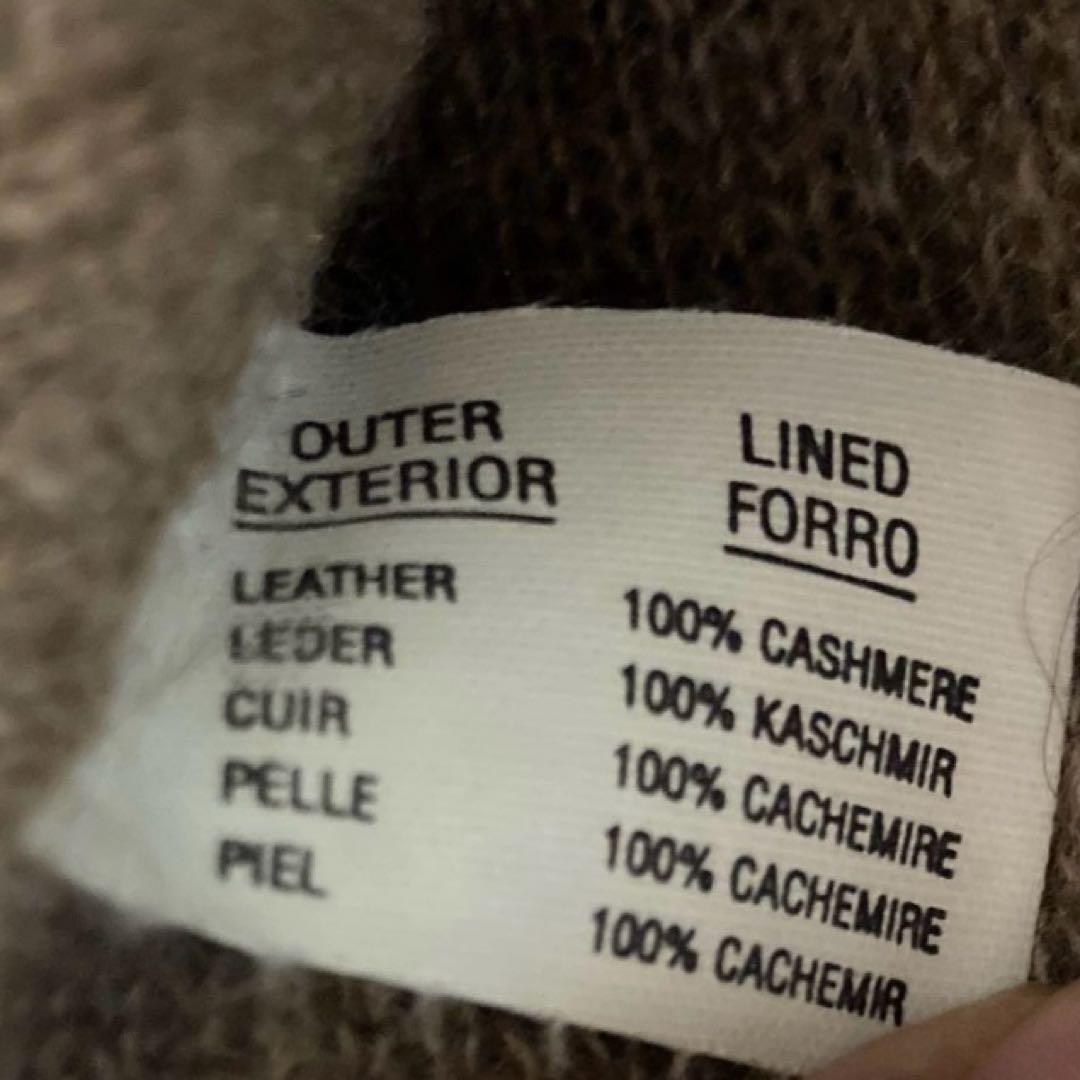 OUTER
EXTERIOR
LEATHER
LEDER
CUIR
PELLE
PIEL
LINED
FORRO
100% CASHMERE
100% KASCHMIR
100% CACHEMIRE
100% CACHEMIRE
100% CACHEMIR